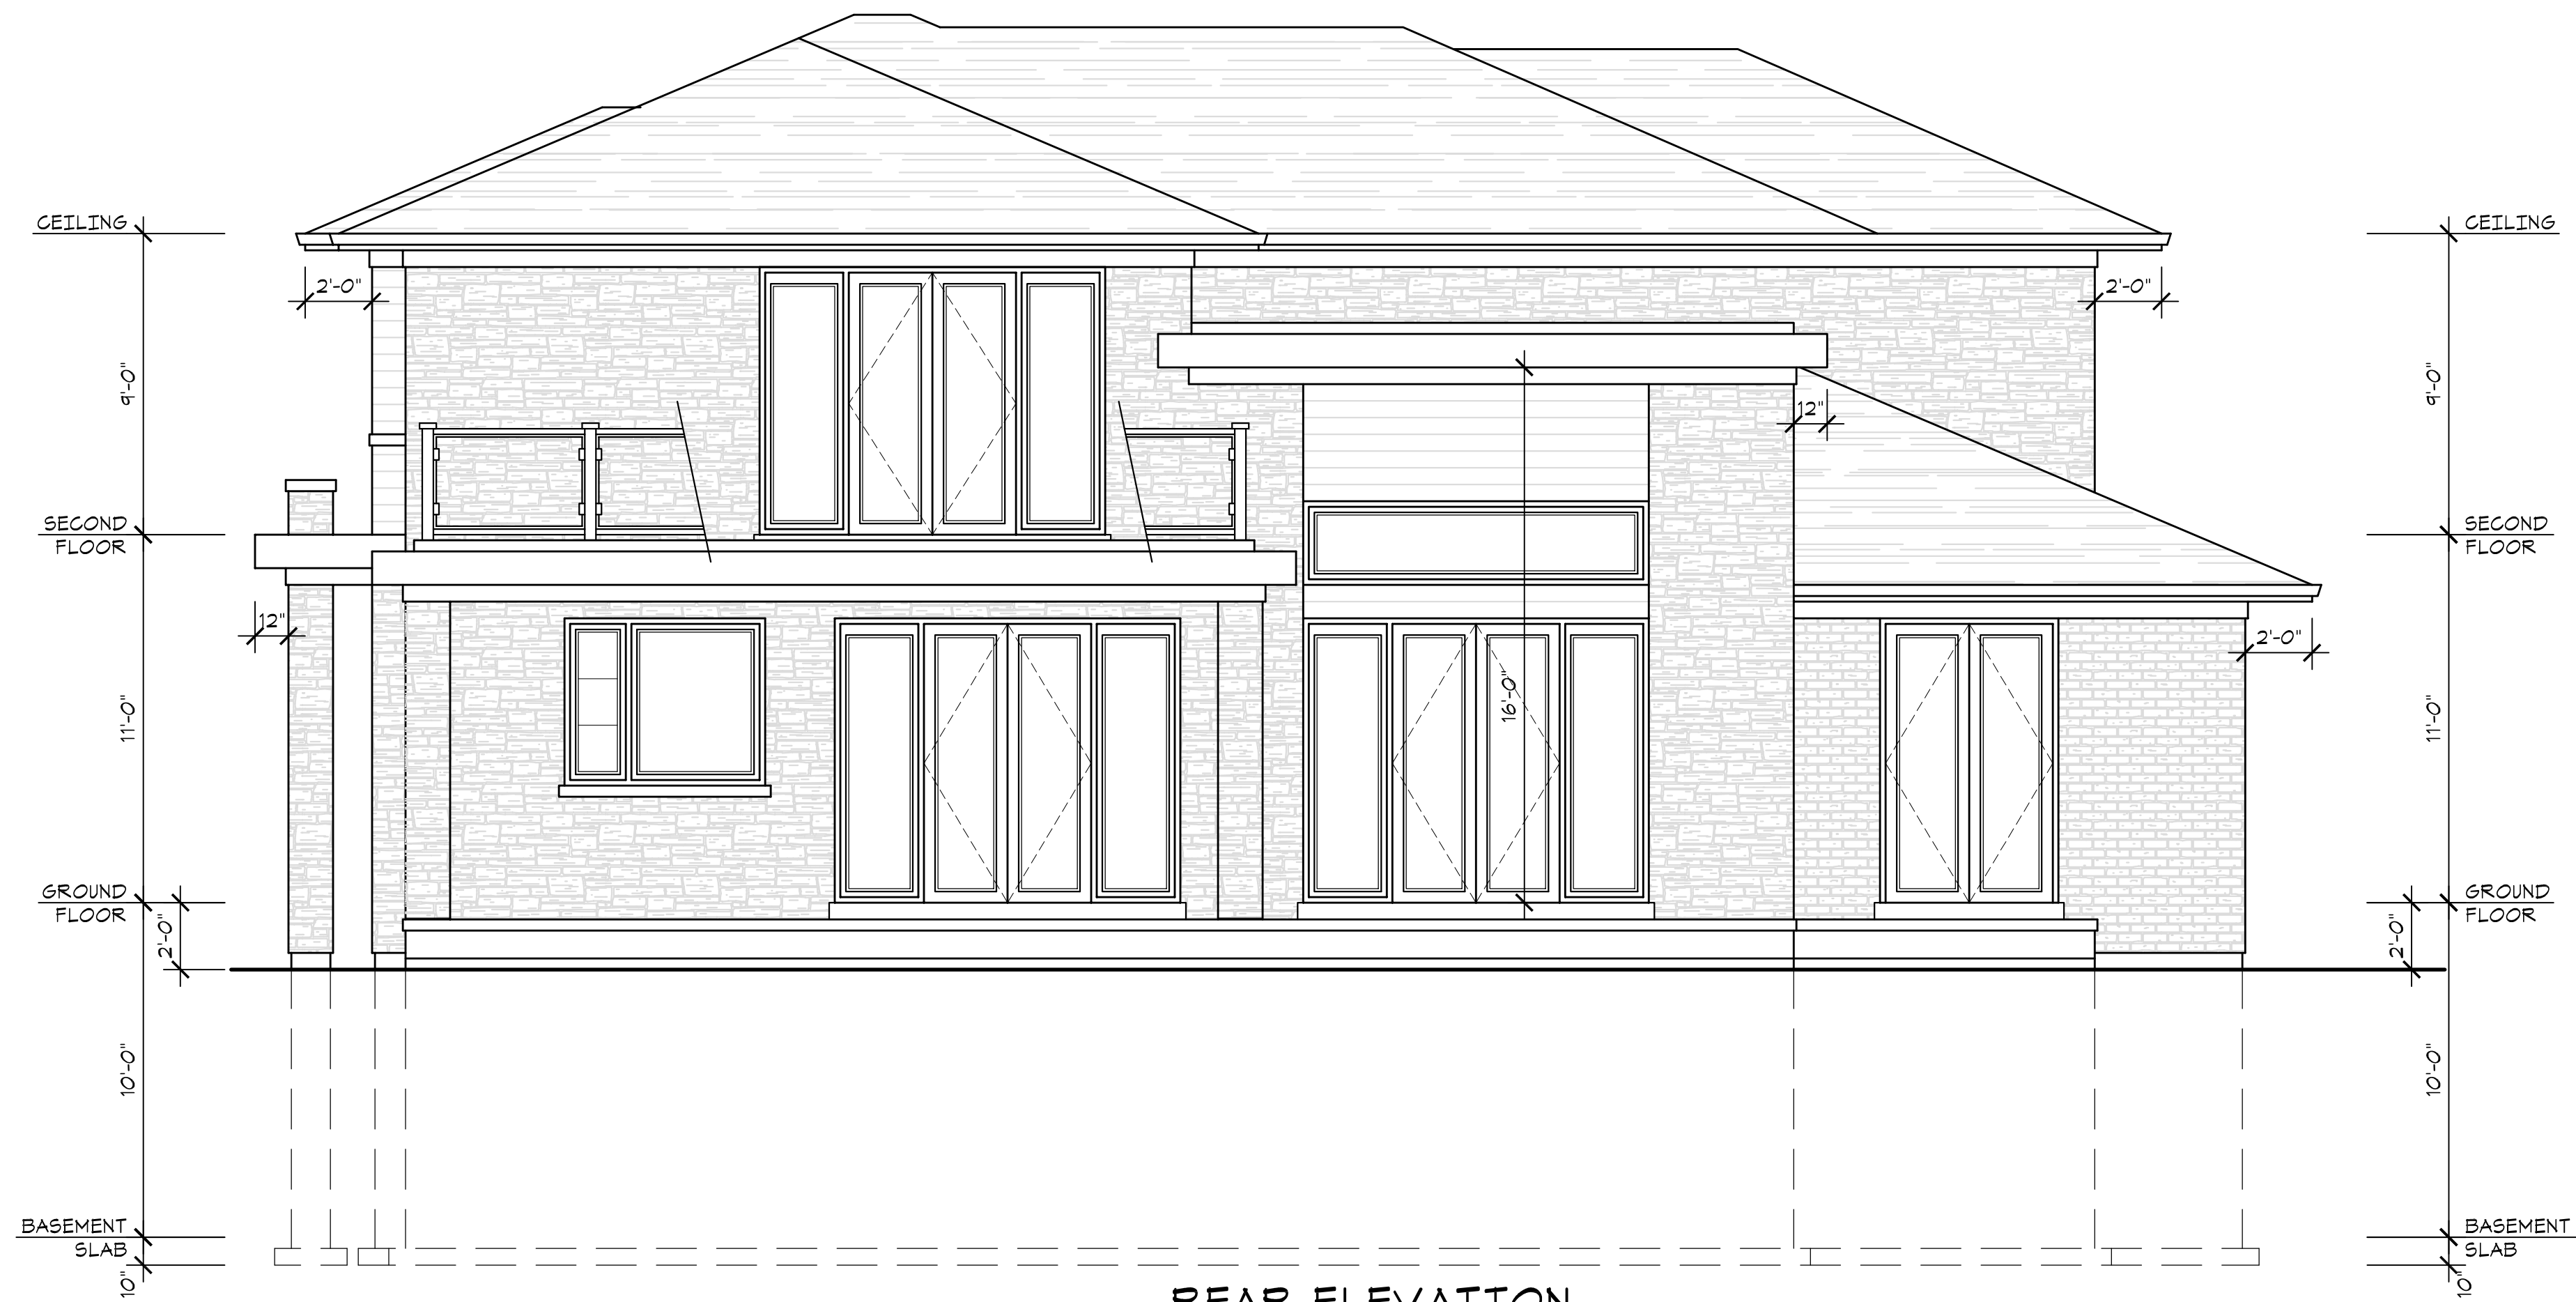 CEILING
CEILING
2'-0"
2'-0"
9'-0"
9'-0"
12"
SECOND
FLOOR
SECOND
FLOOR
12"
2'-0"
11'-0"
16'-0"
11'-0"
GROUND
FLOOR
GROUND
FLOOR
2'-0"
2'-0"
10'-0"
10'-0"
BASEMENT
SLAB
BASEMENT
SLAB
10"
10"
REAR ELEVATION